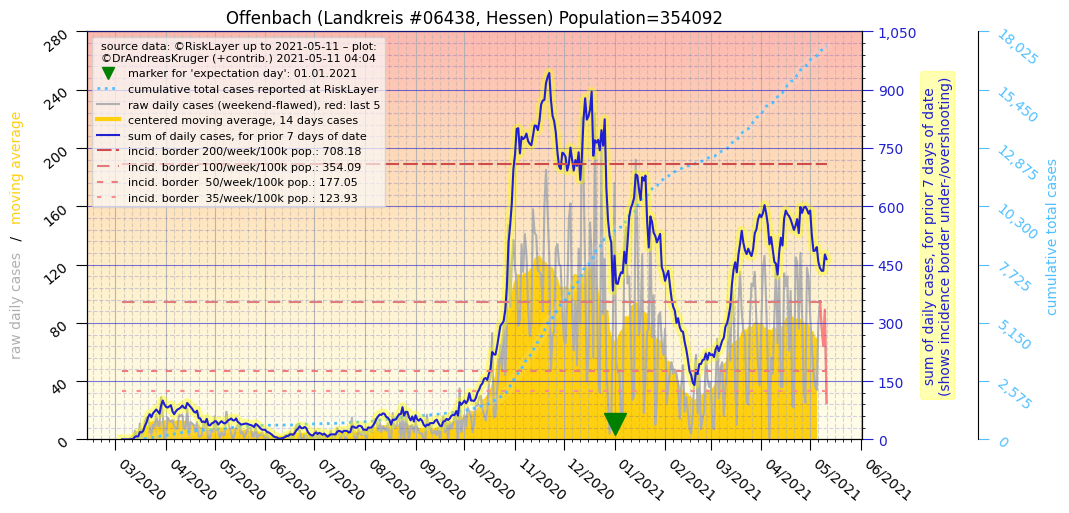 Offenbach (Landkreis #06438, Hessen) Population=354092
source data: ©RiskLayer up to 2021-05-11 – plot:
©DrAndreasKruger (+contrib.) 2021-05-11 04:04
marker for 'expectation day': 01.01.2021
cumulative total cases reported at RiskLayer
raw daily cases (weekend-flawed), red: last 5
centered moving average, 14 days cases
sum of daily cases, for prior 7 days of date
incid. border 200/week/100k pop.: 708.18
incid. border 100/week/100k pop.: 354.09
incid. border  50/week/100k pop.: 177.05
incid. border  35/week/100k pop.: 123.93
raw daily cases  /  moving average
280
240
200
160
120
80
40
0
03/2020
04/2020
05/2020
06/2020
07/2020
08/2020
09/2020
10/2020
11/2020
12/2020
01/2021
02/2021
03/2021
04/2021
05/2021
06/2021
1,050
900
750
600
450
300
150
0
sum of daily cases, for prior 7 days of date
(shows incidence border under-/overshooting)
18,025
15,450
12,875
10,300
7,725
5,150
2,575
0
cumulative total cases